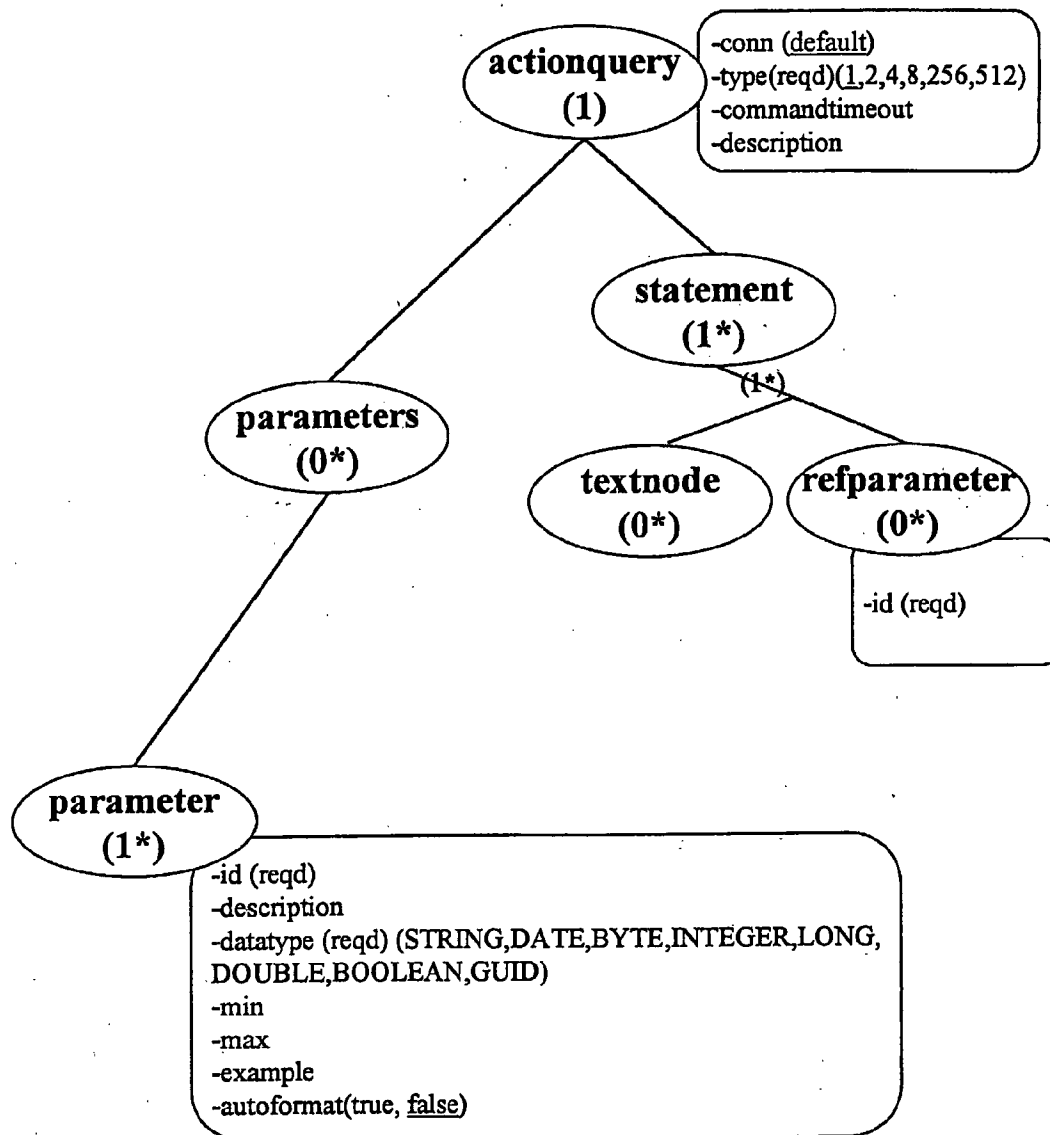 actionquery
(1)
-conn (default)
-type(reqd)(1,2,4,8,256,512)
-commandtimeout
-description
statement
(1*)
(1*)
parameters
(0*)
textnode
(0*)
refparameter
(0*)
-id (reqd)
parameter
(1*)
-id (reqd)
-description
-datatype (reqd) (STRING,DATE,BYTE,INTEGER,LONG,
DOUBLE,BOOLEAN,GUID)
-min
-max
-example
-autoformat(true, false)